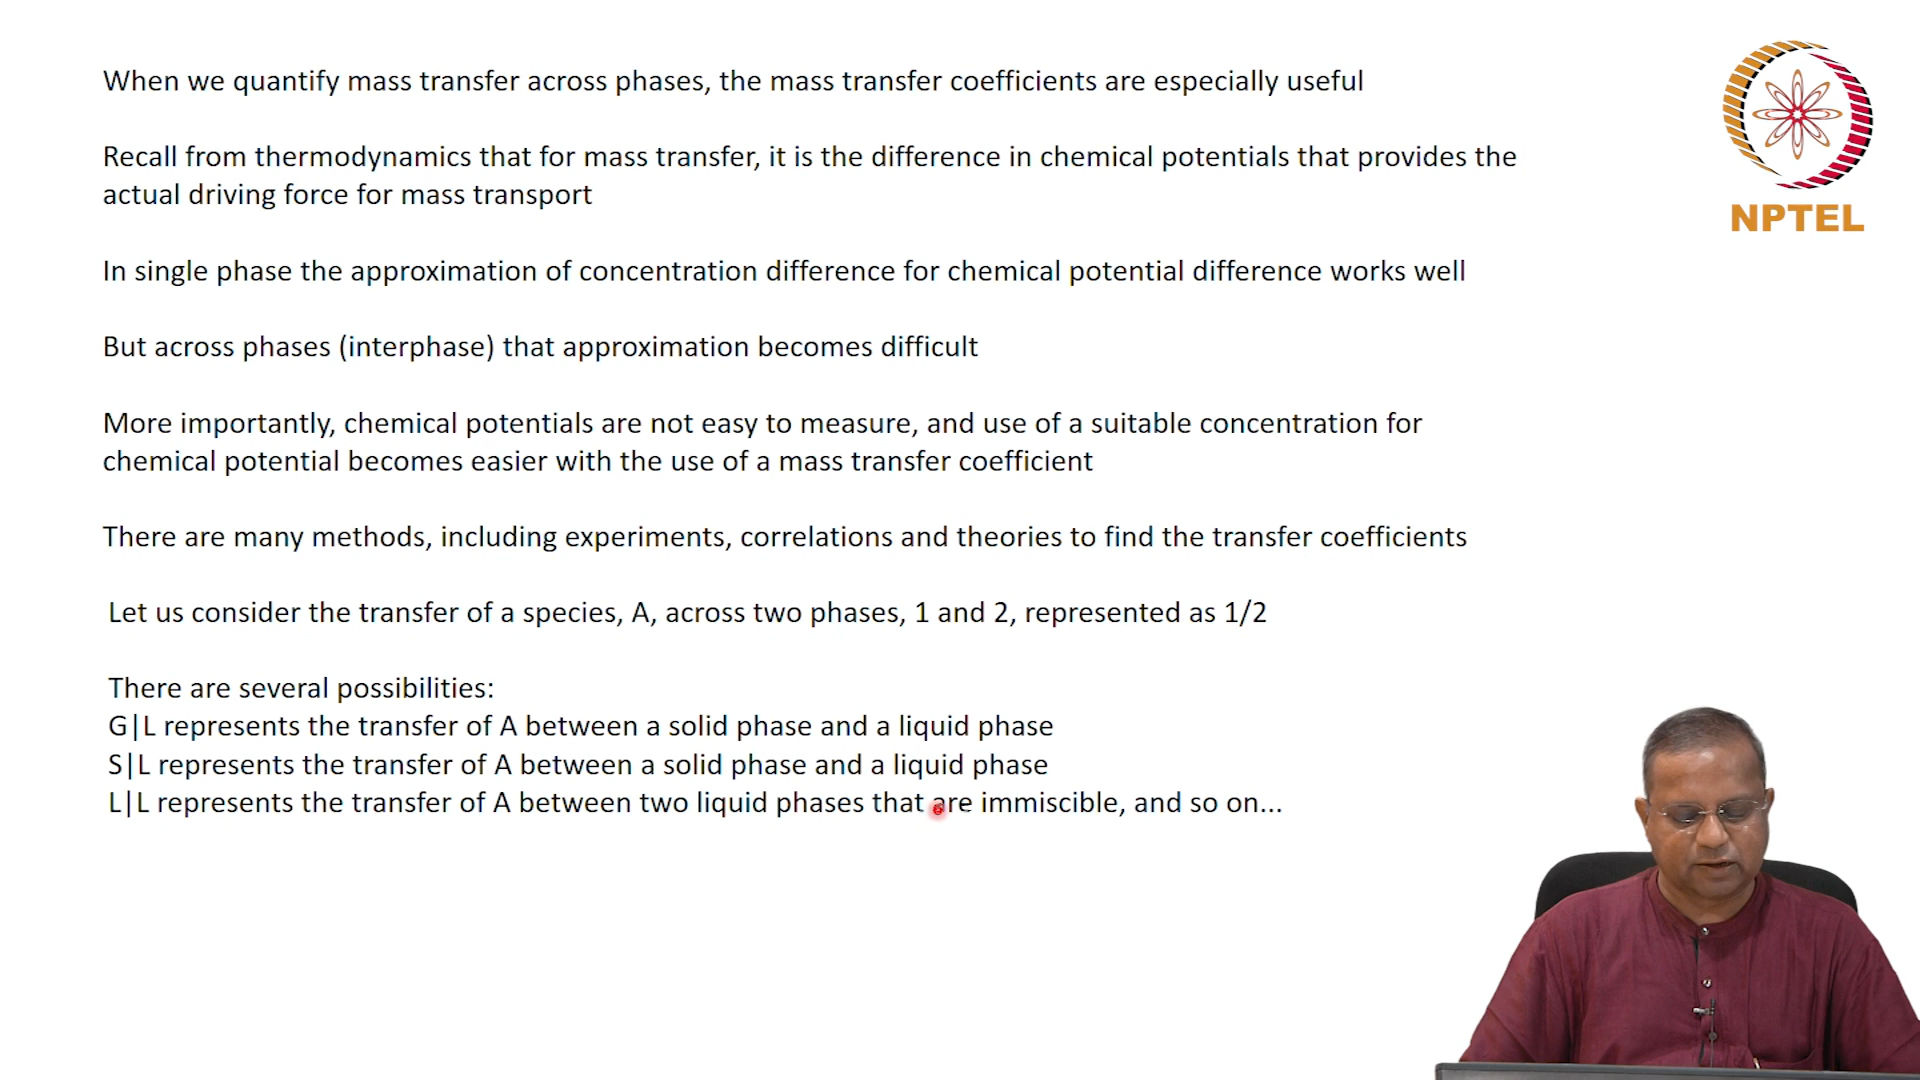 When we quantify mass transfer across phases, the mass transfer coefficients are especially useful
Recall from thermodynamics that for mass transfer, it is the difference in chemical potentials that provides the
actual driving force for mass transport
In single phase the approximation of concentration difference for chemical potential difference works well
But across phases (interphase) that approximation becomes difficult
More importantly, chemical potentials are not easy to measure, and use of a suitable concentration for
chemical potential becomes easier with the use of a mass transfer coefficient
There are many methods, including experiments, correlations and theories to find the transfer coefficients
Let us consider the transfer of a species, A, across two phases, 1 and 2, represented as 1/2
There are several possibilities:
G|L represents the transfer of A between a solid phase and a liquid phase
S|L represents the transfer of A between a solid phase and a liquid phase
L|L represents the transfer of A between two liquid phases that are immiscible, and so on...
NPTEL